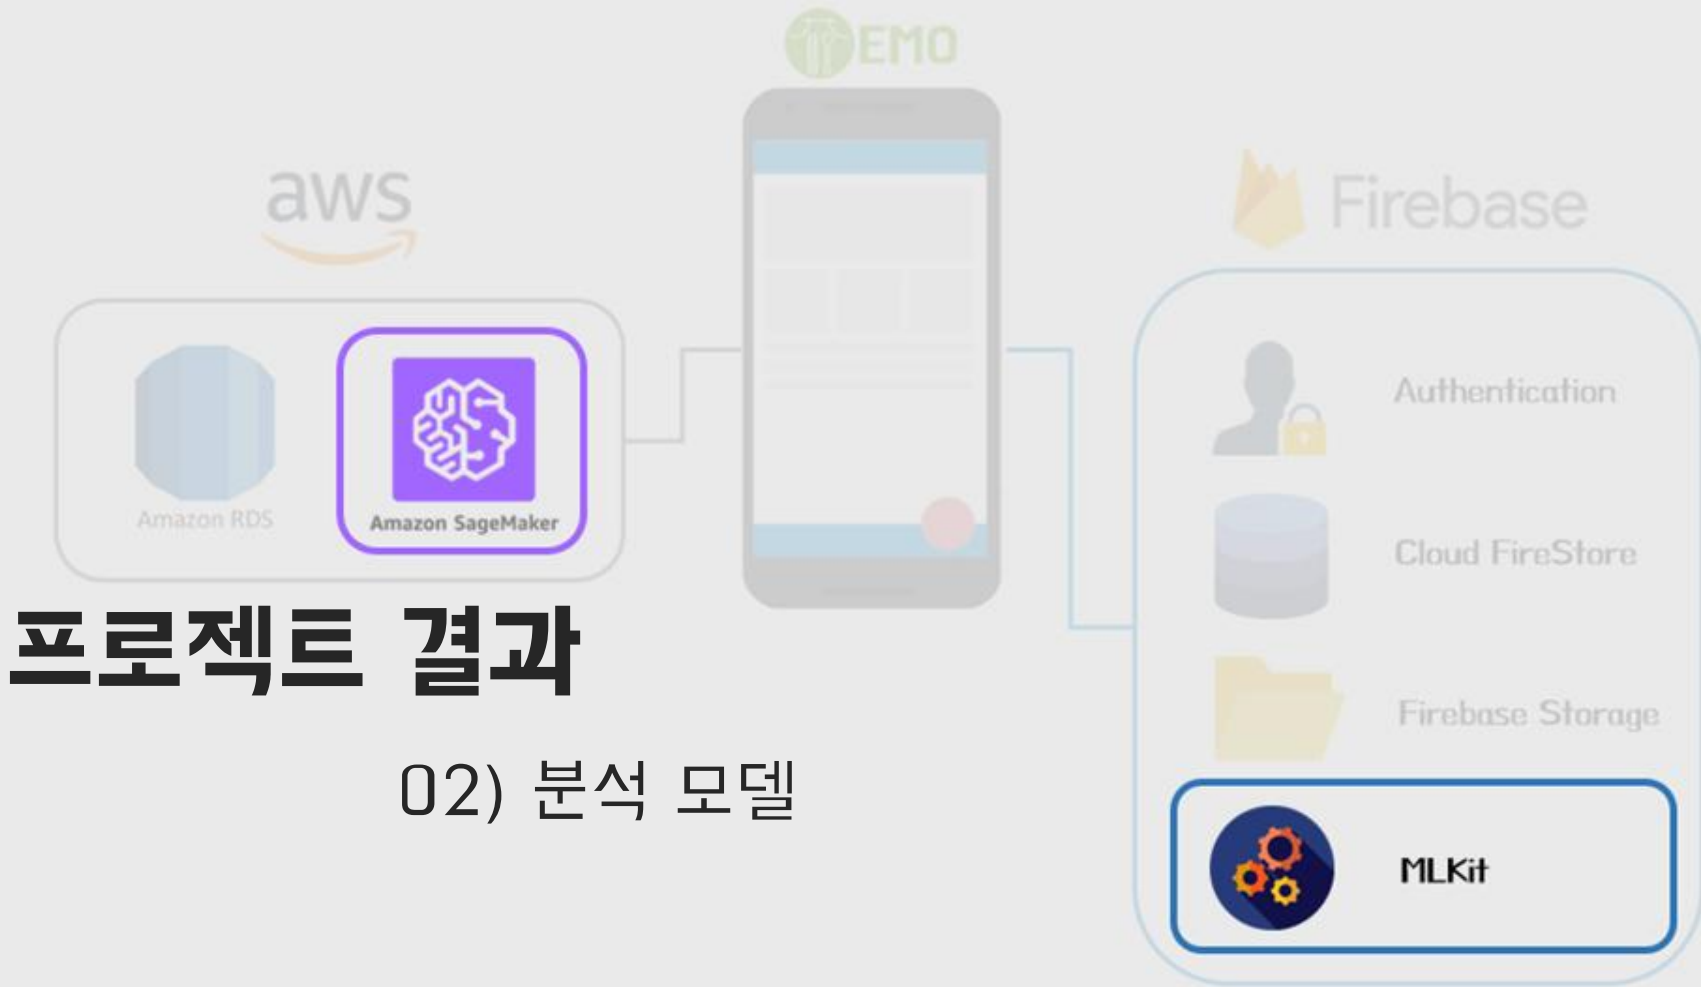 EMO
aws
Firebase
Amazon RDS
Amazon SageMaker
Authentication
Cloud FireStore
Firebase Storage
MLKit
프로젝트 결과
02) 분석 모델